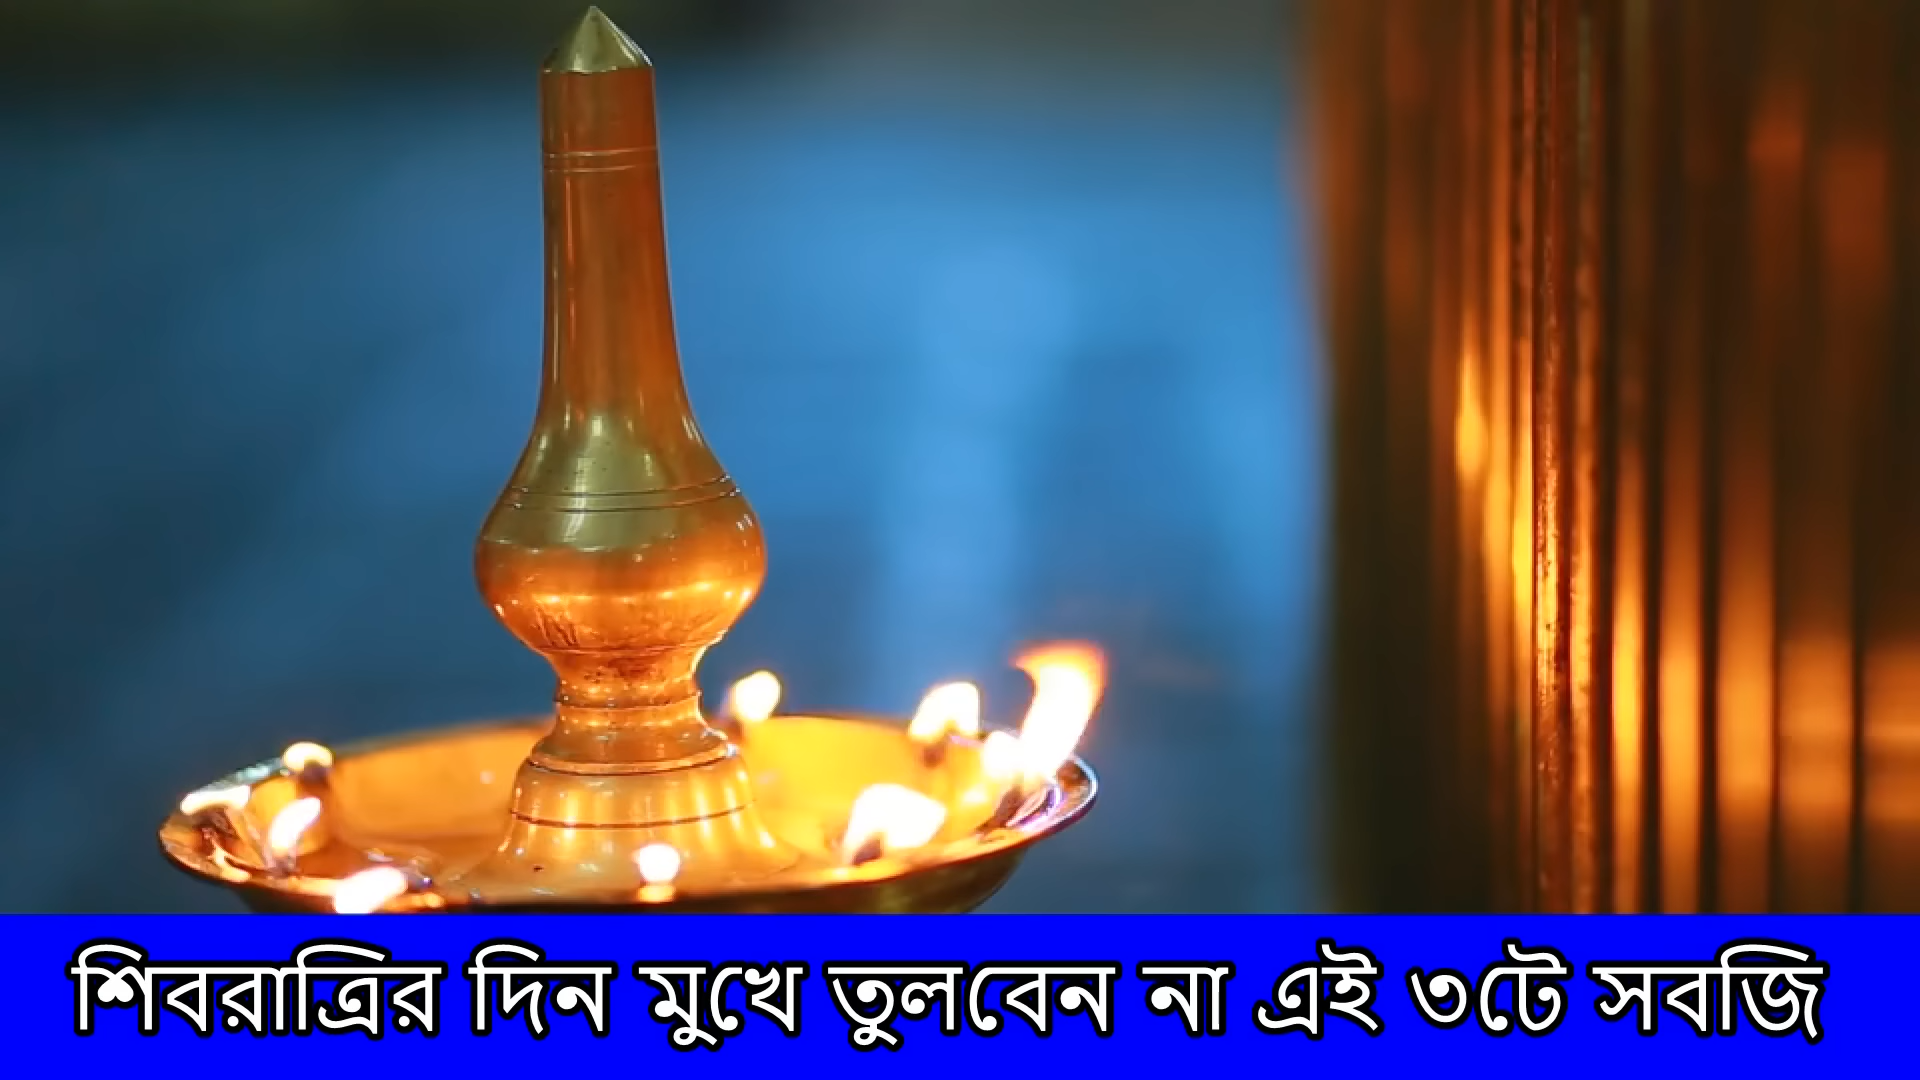 শিবরাত্রির দিন মুখে তুলবেন না এই ৩টে সবজি